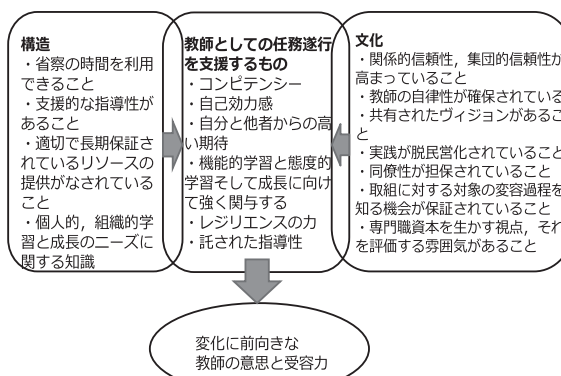 構造
・省察の時間を利用
できること
・支援的な指導性が
あること
・適切で長期保証さ
れているリソースの
提供がなされている
こと
・個人的，組織的学
習と成長のニーズに
関する知識
教師としての任務遂行
を支援するもの
・コンピテンシー
・自己効力感
・自分と他者からの高
い期待
・機能的学習と態度的
学習そして成長に向け
て強く関与する
・レジリエンスの力
・託された指導性
文化
・関係的信頼性，集団的信頼性が
高まっていること
・教師の自律性が確保されている
・共有されたヴィジョンがあるこ
と
・実践が脱民営化されていること
・同僚性が担保されていること
・取組に対する対象の変容過程を
知る機会が保証されていること
・専門職資本を生かす視点，それ
を評価する雰囲気があること
変化に前向きな
教師の意思と受容力